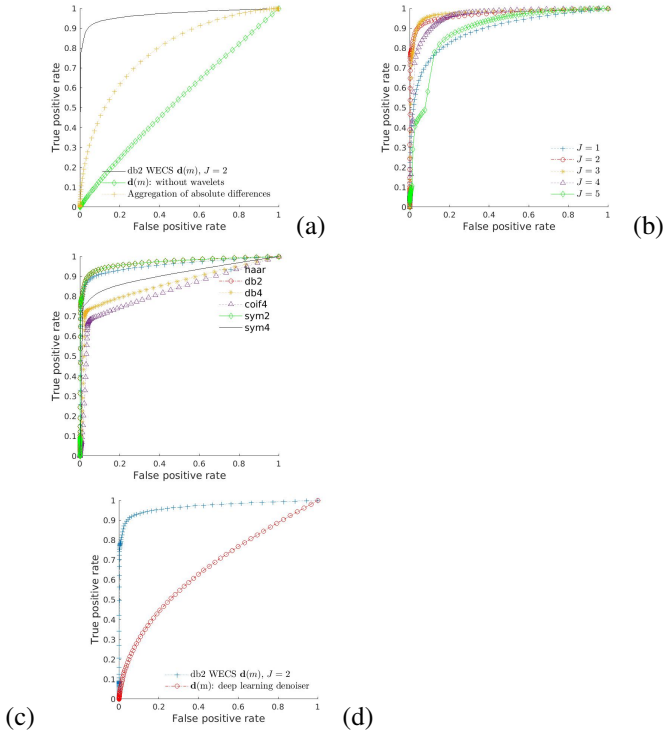 True positive rate
1
0.9
0.8
0.7
0.6
0.5
0.4
0.3
0.2
0.1
0
db2 WECS d(m), J = 2
d(m): without wavelets
Aggregation of absolute differences
0 0.2 0.4 0.6 0.8 1
False positive rate
(a)
True positive rate
1
0.9
0.8
0.7
0.6
0.5
0.4
0.3
0.2
0.1
0
J = 1
J = 2
J = 3
J = 4
J = 5
0 0.2 0.4 0.6 0.8 1
False positive rate
(b)
True positive rate
1
0.9
0.8
0.7
0.6
0.5
0.4
0.3
0.2
0.1
0
haar
db2
db4
coif4
sym2
sym4
0 0.2 0.4 0.6 0.8 1
False positive rate
(c)
True positive rate
1
0.9
0.8
0.7
0.6
0.5
0.4
0.3
0.2
0.1
0
db2 WECS d(m), J = 2
d(m): deep learning denoiser
0 0.2 0.4 0.6 0.8 1
False positive rate
(d)